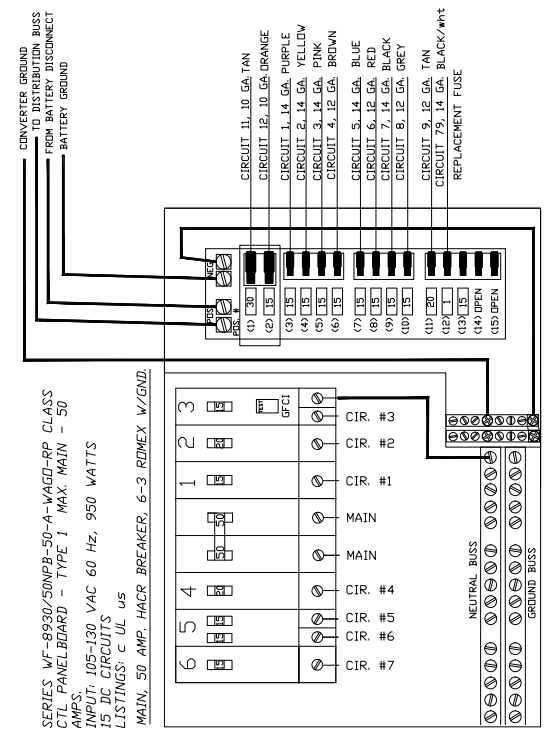 CONVERTER GROUND
TO DISTRIBUTION BUSS
FROM BATTERY DISCONNECT
BATTERY GROUND
CIRCUIT 11, 10 GA. TAN
CIRCUIT 12, 10 GA. ORANGE
CIRCUIT 1, 14 GA. PURPLE
CIRCUIT 2, 14 GA. YELLOW
CIRCUIT 3, 14 GA. PINK
CIRCUIT 4, 12 GA. BROWN
CIRCUIT 5, 14 GA. BLUE
CIRCUIT 6, 12 GA. RED
CIRCUIT 7, 14 GA. BLACK
CIRCUIT 8, 12 GA. GREY
CIRCUIT 9, 12 GA. TAN
CIRCUIT 79, 14 GA. BLACK/wht
REPLACEMENT FUSE
POS
NEG
POS. #
(1) 30
(2) 15
(3) 15
(4) 15
(5) 15
(6) 15
(7) 15
(8) 15
(9) 15
(10) 15
(11) 20
(12) 1
(13) 15
(14) OPEN
(15) OPEN
SERIES WF-8930/50NPB-50-A-WAGO-RP CLASS
CTL PANELBOARD - TYPE 1 MAX. MAIN - 50
AMPS.
INPUT: 105-130 VAC 60 Hz, 950 WATTS
15 DC CIRCUITS
LISTINGS: c UL us
MAIN, 50 AMP. HACR BREAKER, 6-3 ROMEX W/GND.
3 15 TEST GFCI CIR. #3
2 20 CIR. #2
1 15 CIR. #1
50 MAIN
50 MAIN
4 20 CIR. #4
5 15 CIR. #5
15 CIR. #6
6 15 CIR. #7
NEUTRAL BUSS
GROUND BUSS